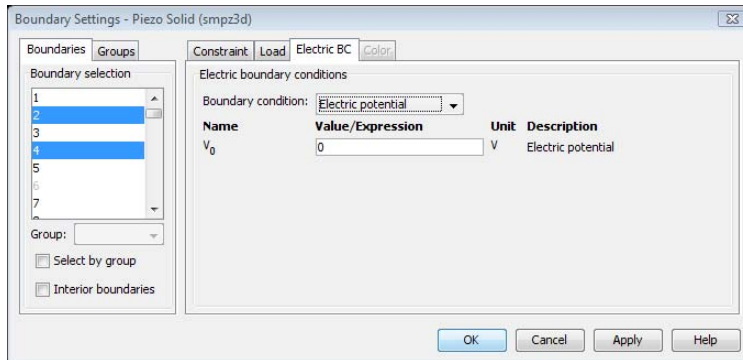 Boundary Settings - Piezo Solid (smpz3d)
Boundaries Groups
Boundary selection
1
2
3
4
5
6
7
Group:
Select by group
Interior boundaries
Constraint Load Electric BC Color
Electric boundary conditions
Boundary condition: Electric potential
Name Value/Expression Unit Description
V0 0 V Electric potential
OK Cancel Apply Help